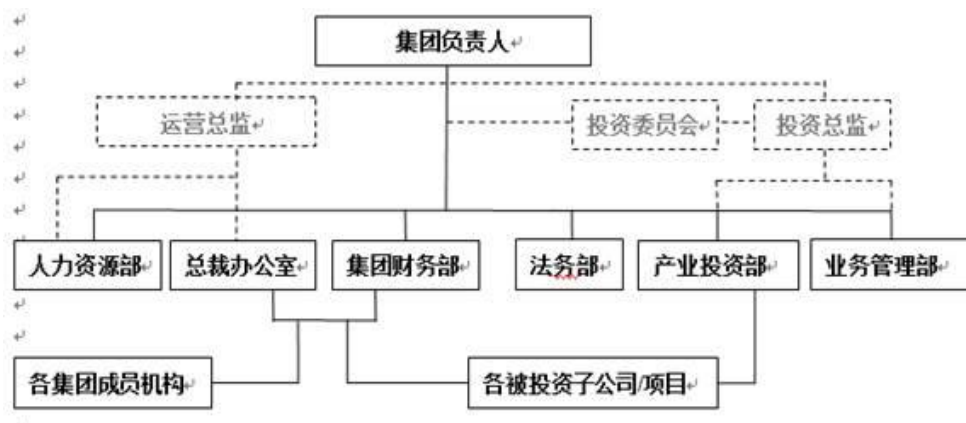 集团负责人
运营总监
投资委员会
投资总监
人力资源部
总裁办公室
集团财务部
法务部
产业投资部
业务管理部
各集团成员机构
各被投资子公司/项目